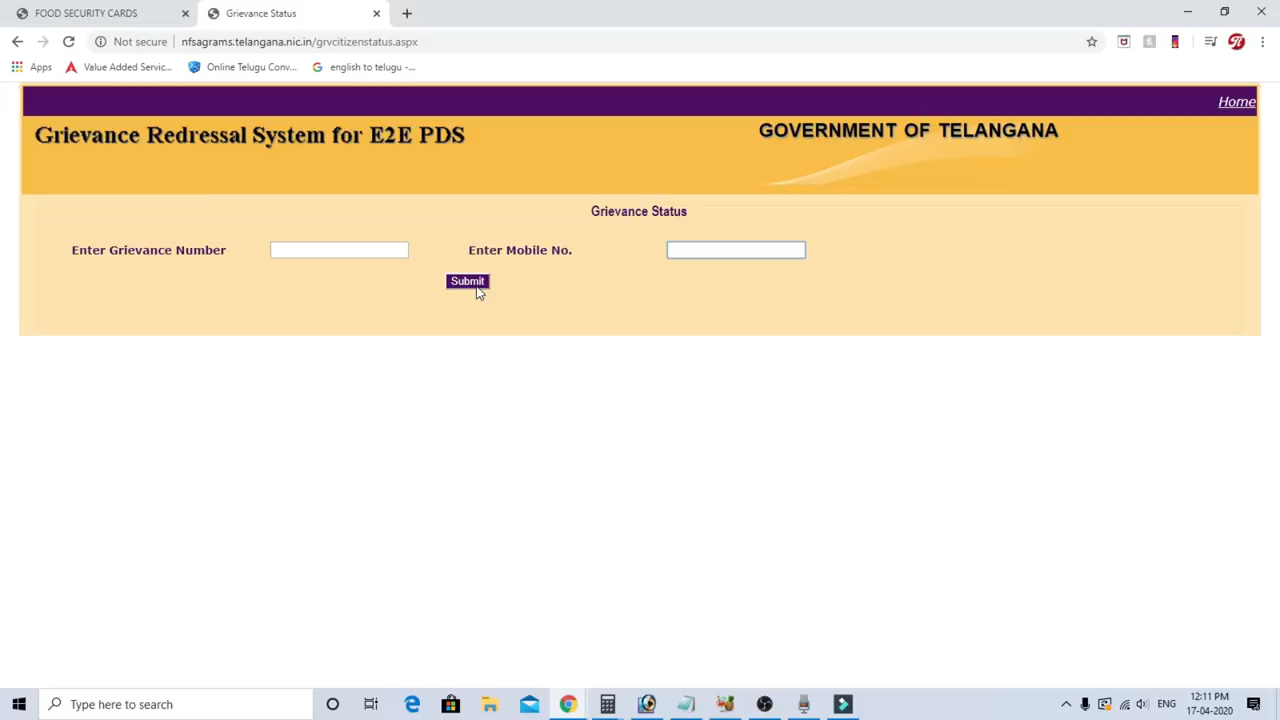 FOOD SECURITY CARDS
Grievance Status
Not secure
nfsagrams.telangana.nic.in/grvcitizenstatus.aspx
Apps
Value Added Servic...
Online Telugu Conv...
english to telugu -...
Home
Grievance Redressal System for E2E PDS
GOVERNMENT OF TELANGANA
Grievance Status
Enter Grievance Number
Enter Mobile No.
Submit
Type here to search
ENG
12:11 PM
17-04-2020